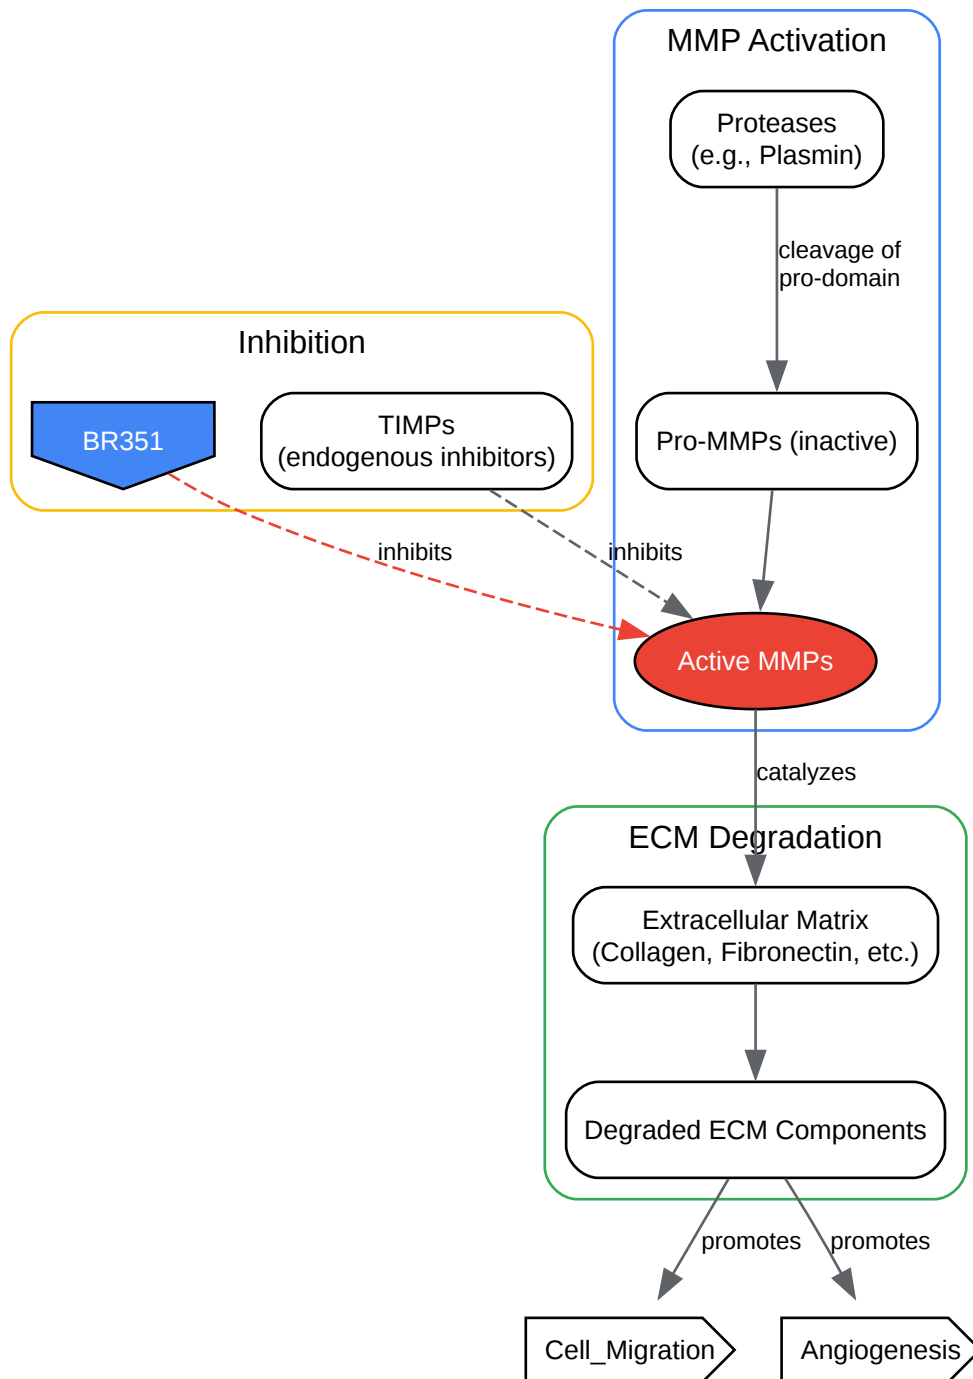 MMP Activation
Proteases
(e.g., Plasmin)
cleavage of
pro-domain
Inhibition
BR351
TIMPs
(endogenous inhibitors)
Pro-MMPs (inactive)
inhibits
inhibits
Active MMPs
catalyzes
ECM Degradation
Extracellular Matrix
(Collagen, Fibronectin, etc.)
Degraded ECM Components
promotes
promotes
Cell_Migration
Angiogenesis